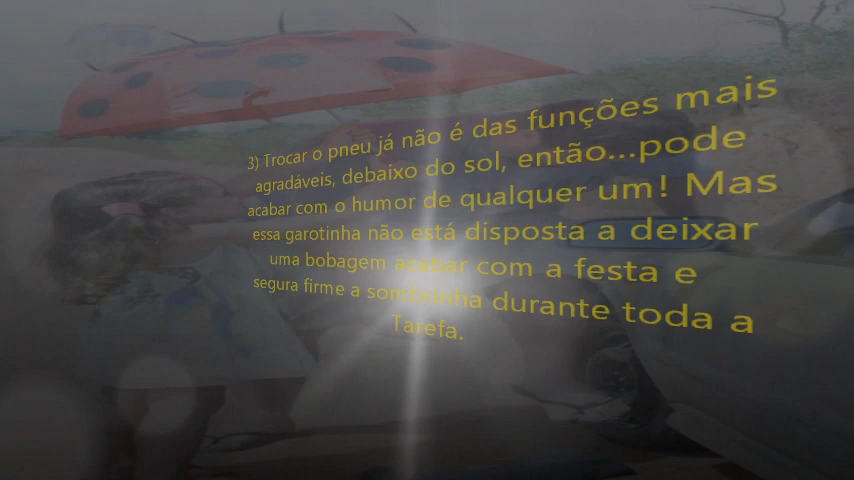 3) Trocar o pneu já não é das funções mais
agradáveis, debaixo do sol, então...pode
acabar com o humor de qualquer um! Mas
essa garotinha não está disposta a deixar
uma bobagem acabar com a festa e
segura firme a sombrinha durante toda a
Tarefa.